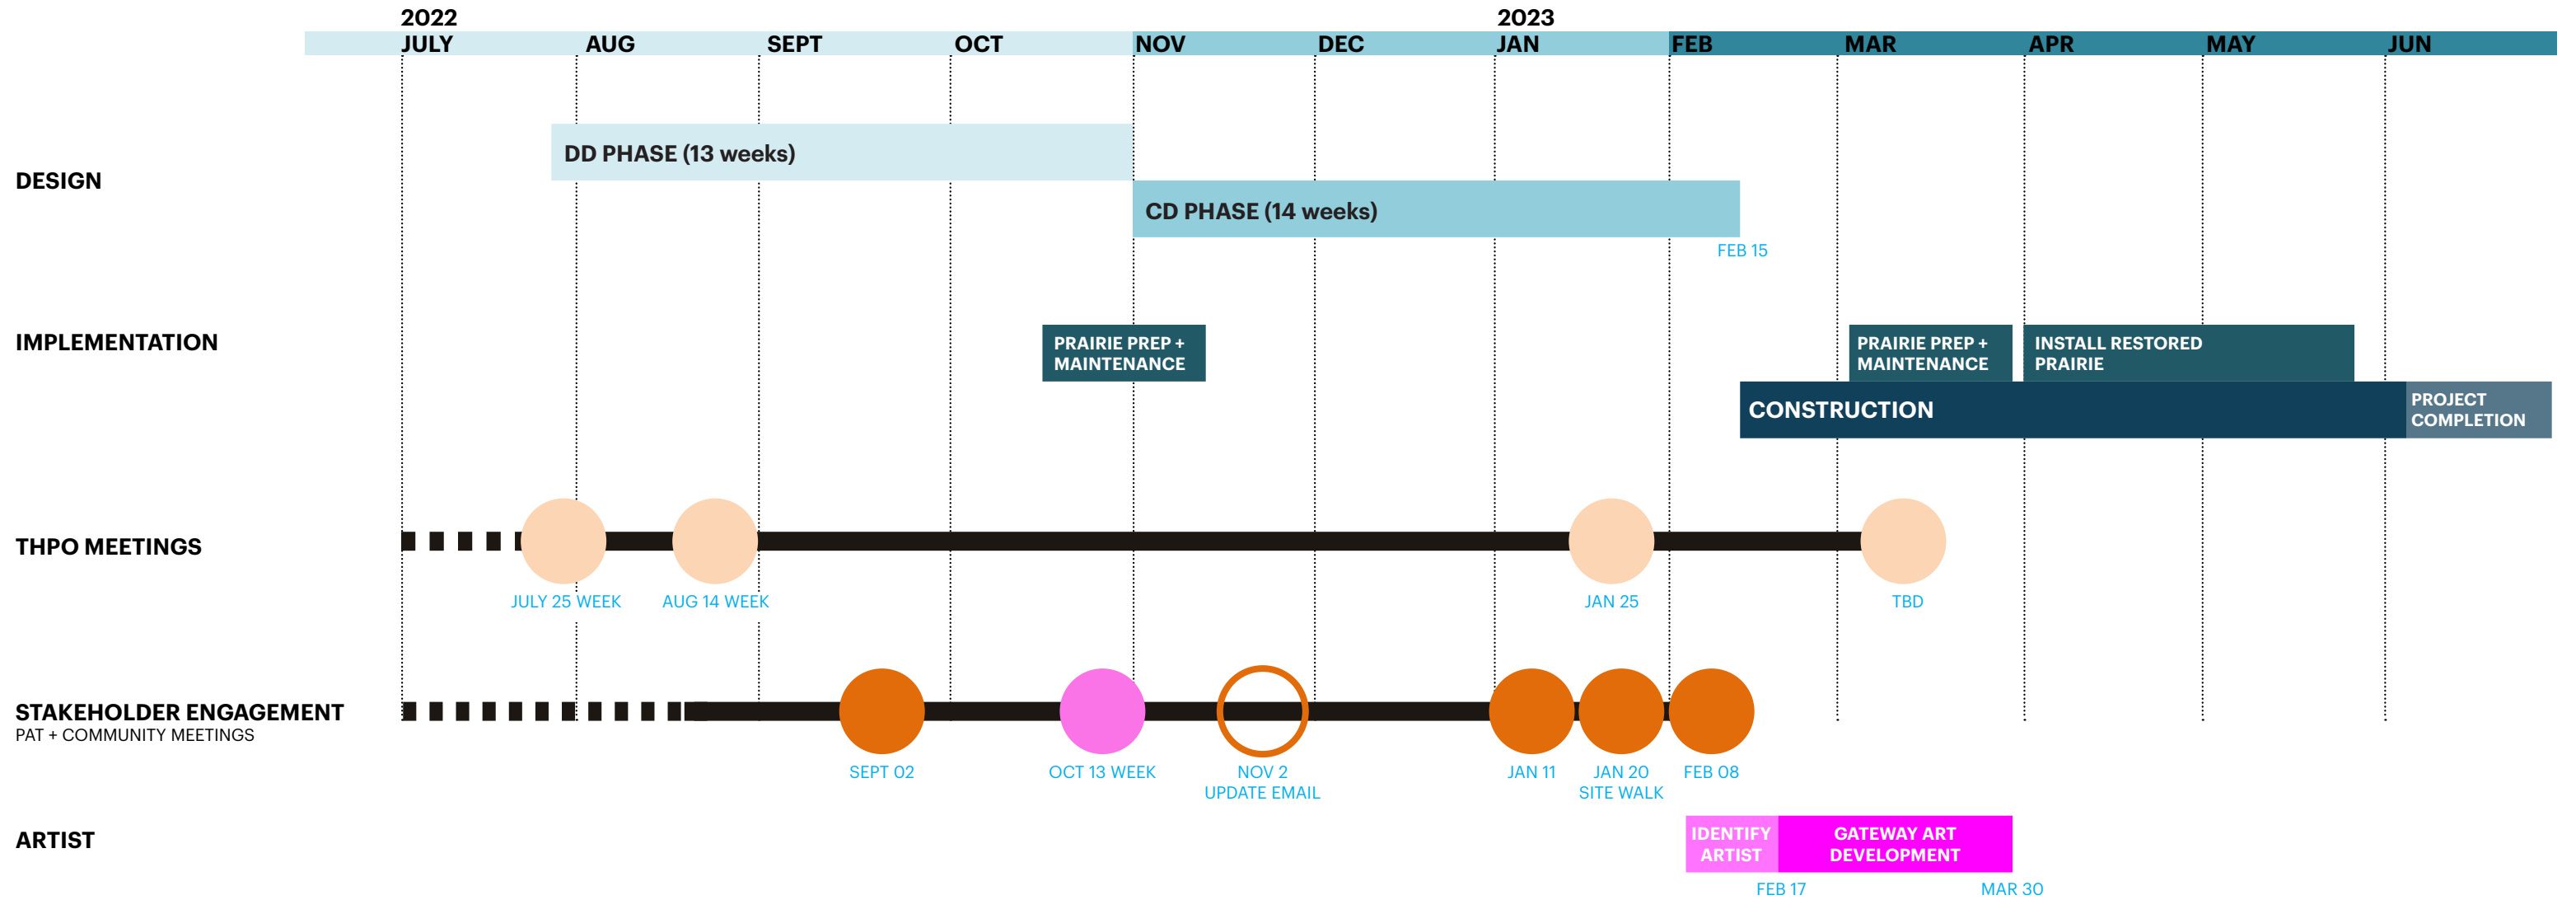 2022
2023
JULY AUG SEPT OCT NOV DEC JAN FEB MAR APR MAY JUN
DESIGN
DD PHASE (13 weeks)
CD PHASE (14 weeks)
FEB 15
IMPLEMENTATION
PRAIRIE PREP +
MAINTENANCE
PRAIRIE PREP +
MAINTENANCE
INSTALL RESTORED
PRAIRIE
CONSTRUCTION
PROJECT
COMPLETION
THPO MEETINGS
JULY 25 WEEK
AUG 14 WEEK
JAN 25
TBD
STAKEHOLDER ENGAGEMENT
PAT + COMMUNITY MEETINGS
SEPT 02
OCT 13 WEEK
NOV 2
UPDATE EMAIL
JAN 11
JAN 20
SITE WALK
FEB 08
ARTIST
IDENTIFY
ARTIST
GATEWAY ART
DEVELOPMENT
FEB 17
MAR 30